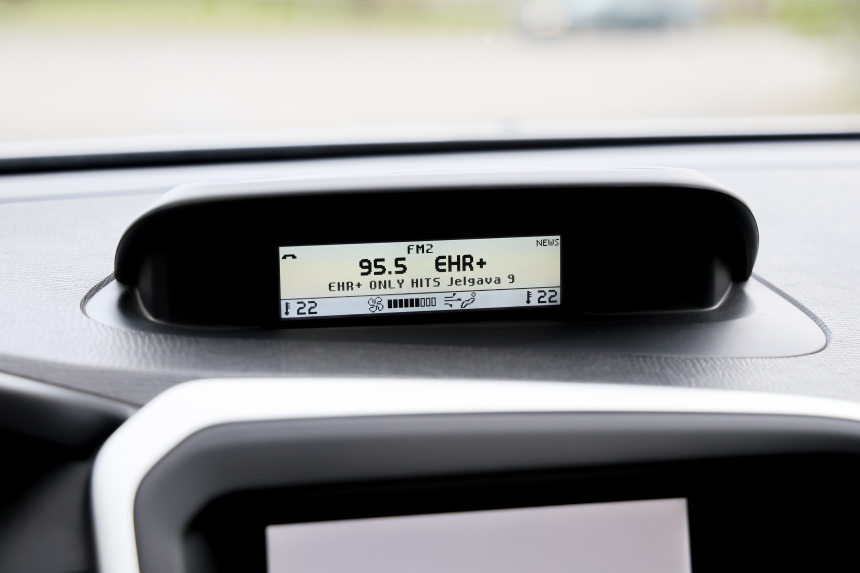 FM2 NEWS
95.5 EHR+
EHR+ ONLY HITS Jelgava 9
22 22